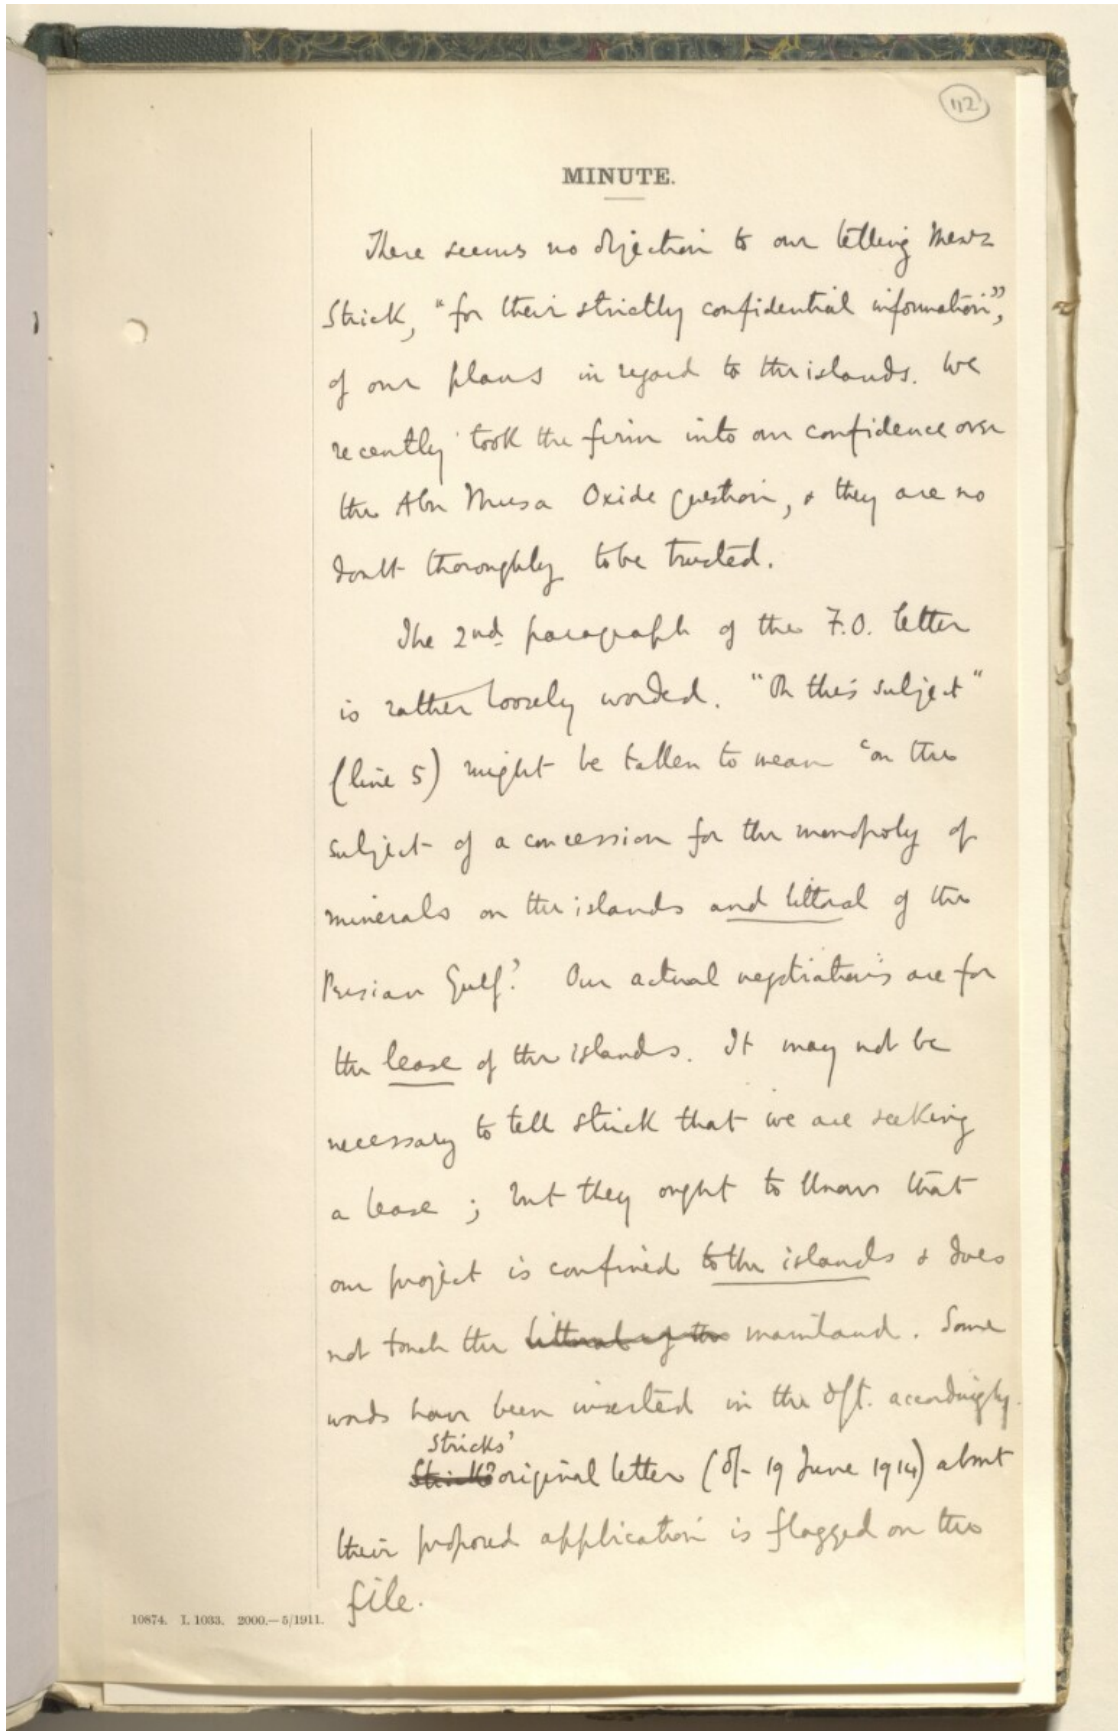 112
MINUTE.
There seems no objection to our telling Messrs
Strick, "for their strictly confidential information",
of our plans in regard to the islands. We
recently took the firm into our confidence over
the Abu Musa Oxide question, & they are no
doubt thoroughly to be trusted.
The 2nd. paragraph of the F.O. letter
is rather loosely worded. "On this subject"
(line 5) might be taken to mean 'on the
subject of a concession for the monopoly of
minerals on the islands and littoral of the
Persian Gulf.' Our actual negotiations are for
the lease of the islands. It may not be
necessary to tell Strick that we are seeking
a lease; but they ought to know that
our project is confined to the islands & does
not touch the littoral of the mainland. Some
words have been inserted in the dft. accordingly.
Stricks'
original letter (of 19 June 1914) about
their proposed application is flagged on the
file.
10874. I. 1033. 2000.—5/1911.